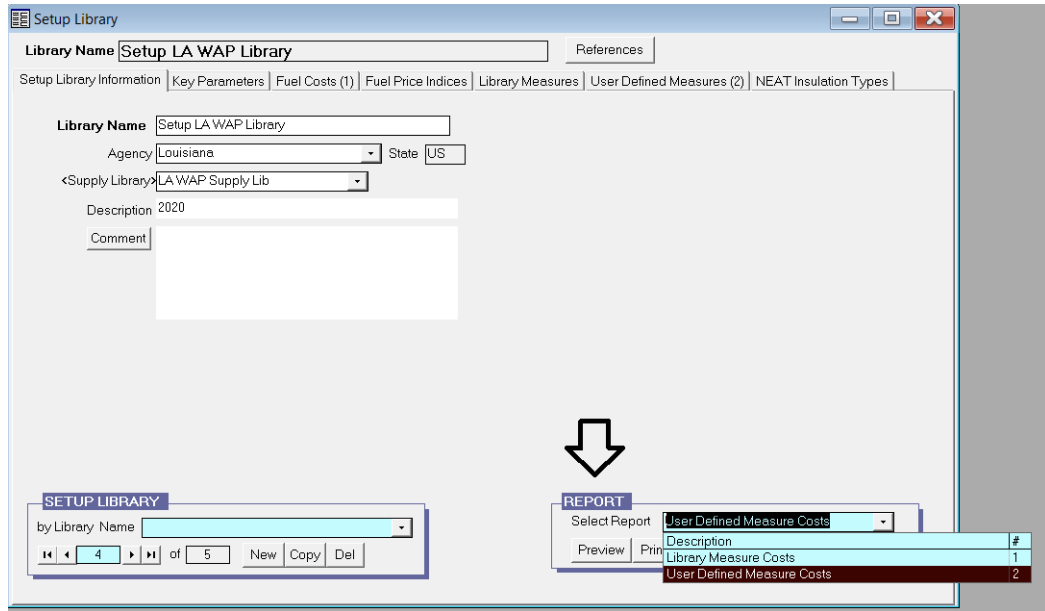 Setup Library
Library Name Setup LA WAP Library References
Setup Library Information Key Parameters Fuel Costs (1) Fuel Price Indices Library Measures User Defined Measures (2) NEAT Insulation Types
Library Name Setup LA WAP Library
Agency Louisiana State US
<Supply Library> LA WAP Supply Lib
Description 2020
Comment
SETUP LIBRARY
by Library Name
4 of 5 New Copy Del
REPORT
Select Report User Defined Measure Costs
Preview Prin
Description #
Library Measure Costs 1
User Defined Measure Costs 2